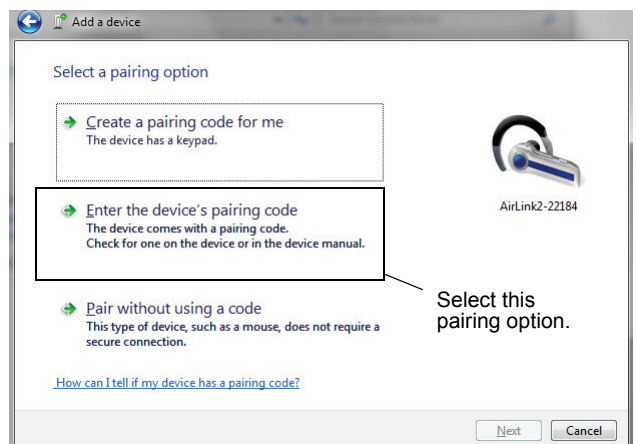 Add a device
Search Control Panel
Select a pairing option
Create a pairing code for me
The device has a keypad.
Enter the device's pairing code
The device comes with a pairing code.
Check for one on the device or in the device manual.
AirLink2-22184
Select this
pairing option.
Pair without using a code
This type of device, such as a mouse, does not require a
secure connection.
How can I tell if my device has a pairing code?
Next
Cancel